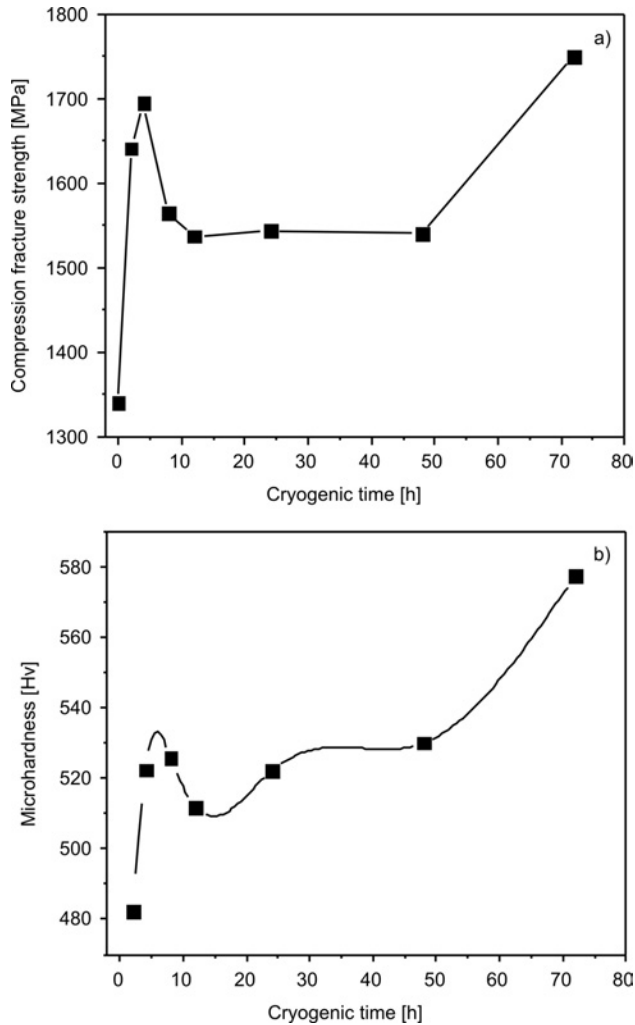 1800
a)
1700
1600
1500
1400
1300
Compression fracture strength [MPa]
0 10 20 30 40 50 60 70 80
Cryogenic time [h]
b)
580
560
540
520
500
480
Microhardness [Hv]
0 10 20 30 40 50 60 70 80
Cryogenic time [h]